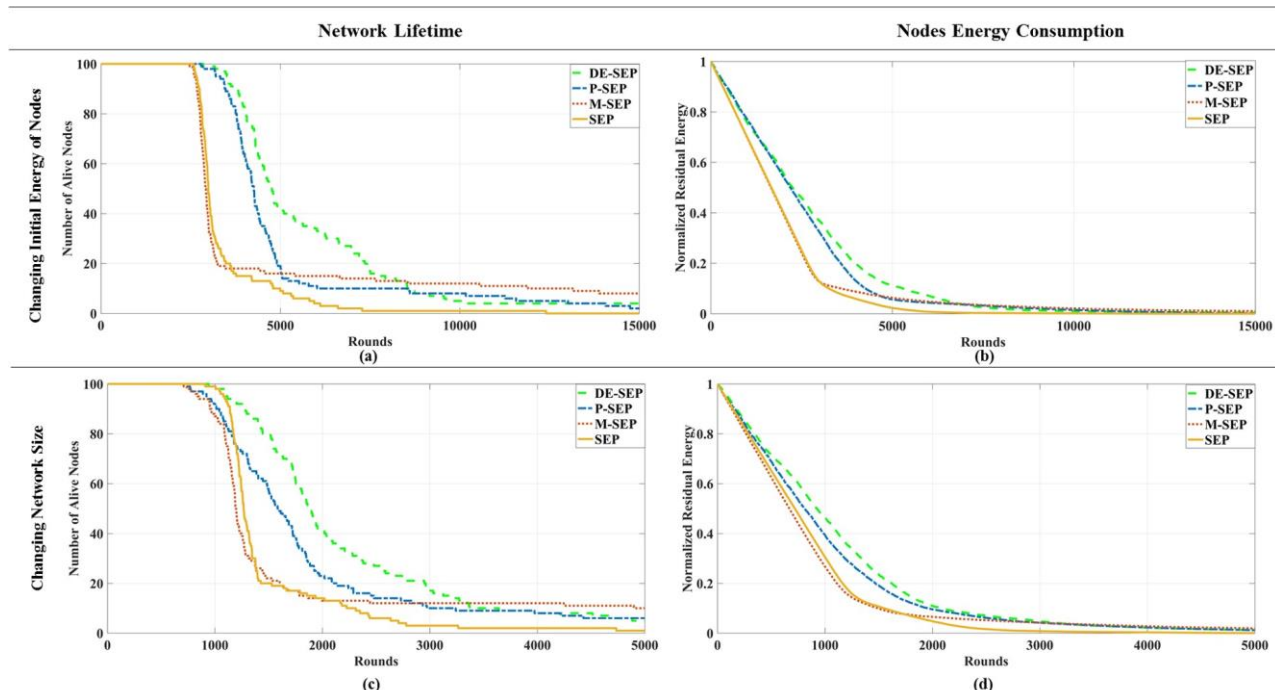 Network Lifetime
Nodes Energy Consumption
Changing Initial Energy of Nodes
Number of Alive Nodes
100
80
60
40
20
0
0
5000
10000
15000
Rounds
(a)
DE-SEP
P-SEP
M-SEP
SEP
Normalized Residual Energy
1
0.8
0.6
0.4
0.2
0
0
5000
10000
15000
Rounds
(b)
DE-SEP
P-SEP
M-SEP
SEP
Changing Network Size
Number of Alive Nodes
100
80
60
40
20
0
0
1000
2000
3000
4000
5000
Rounds
(c)
DE-SEP
P-SEP
M-SEP
SEP
Normalized Residual Energy
1
0.8
0.6
0.4
0.2
0
0
1000
2000
3000
4000
5000
Rounds
(d)
DE-SEP
P-SEP
M-SEP
SEP